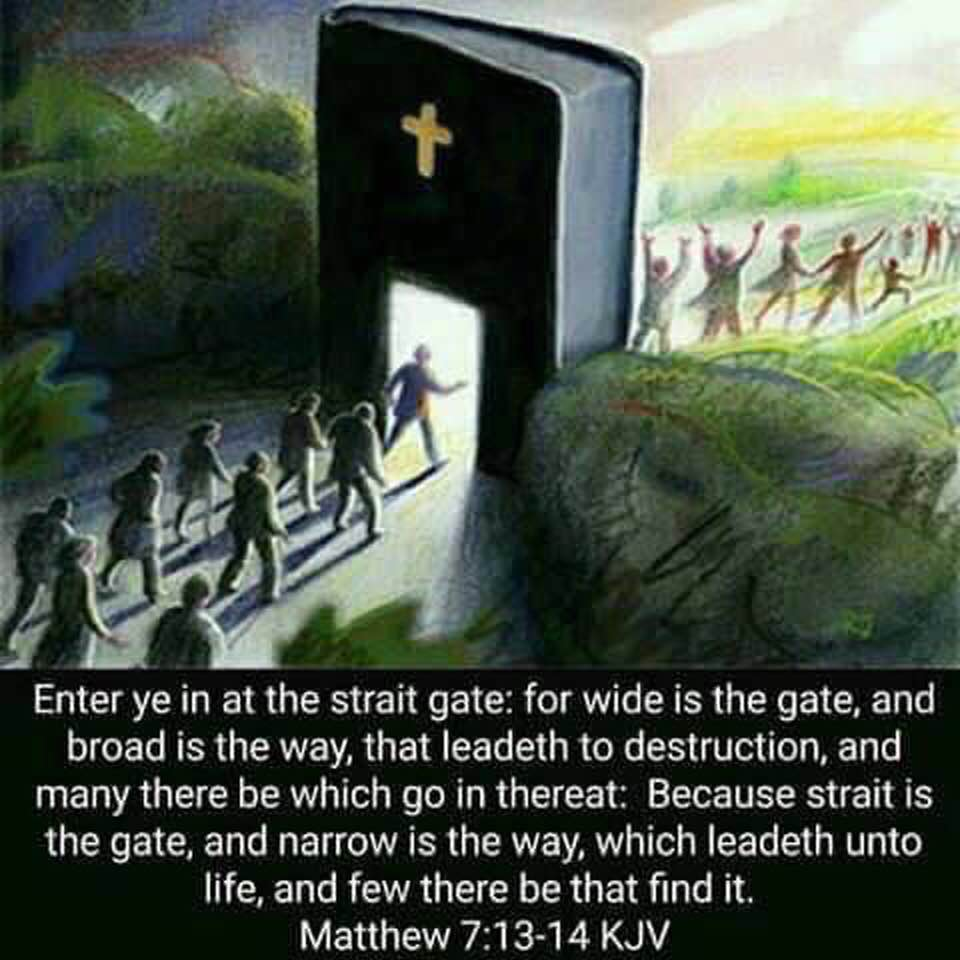 Enter ye in at the strait gate: for wide is the gate, and
broad is the way, that leadeth to destruction, and
many there be which go in thereat:  Because strait is
the gate, and narrow is the way, which leadeth unto
life, and few there be that find it.
Matthew 7:13-14 KJV